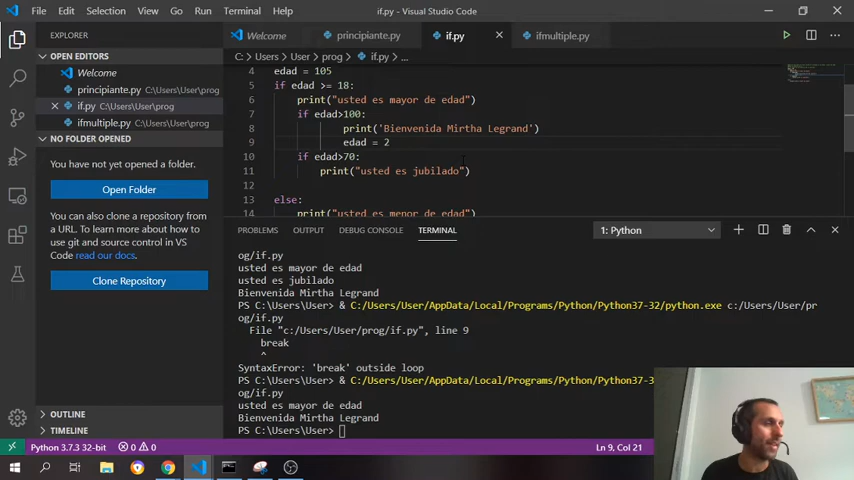 File Edit Selection View Go Run Terminal Help if.py - Visual Studio Code
EXPLORER
OPEN EDITORS
Welcome
principiante.py C:\Users\User\prog
if.py C:\Users\User\prog
ifmultiple.py C:\Users\User\prog
NO FOLDER OPENED
You have not yet opened a folder.
Open Folder
You can also clone a repository
from a URL. To learn more about how
to use git and source control in VS
Code read our docs.
Clone Repository
OUTLINE
TIMELINE
Welcome principiante.py if.py ifmultiple.py
C: > Users > User > prog > if.py > ...
4 edad = 105
5 if edad >= 18:
6 print("usted es mayor de edad")
7 if edad>100:
8 print('Bienvenida Mirtha Legrand')
9 edad = 2
10 if edad>70:
11 print("usted es jubilado")
12
13 else:
14 print("usted es menor de edad")
PROBLEMS OUTPUT DEBUG CONSOLE TERMINAL 1: Python
og/if.py
usted es mayor de edad
usted es jubilado
Bienvenida Mirtha Legrand
PS C:\Users\User> & C:/Users/User/AppData/Local/Programs/Python/Python37-32/python.exe c:/Users/User/pr
og/if.py
File "c:/Users/User/prog/if.py", line 9
break
^
SyntaxError: 'break' outside loop
PS C:\Users\User> & C:/Users/User/AppData/Local/Programs/Python/Python37-3
og/if.py
usted es mayor de edad
Bienvenida Mirtha Legrand
PS C:\Users\User>
Python 3.7.3 32-bit 0 0 Ln 9, Col 21